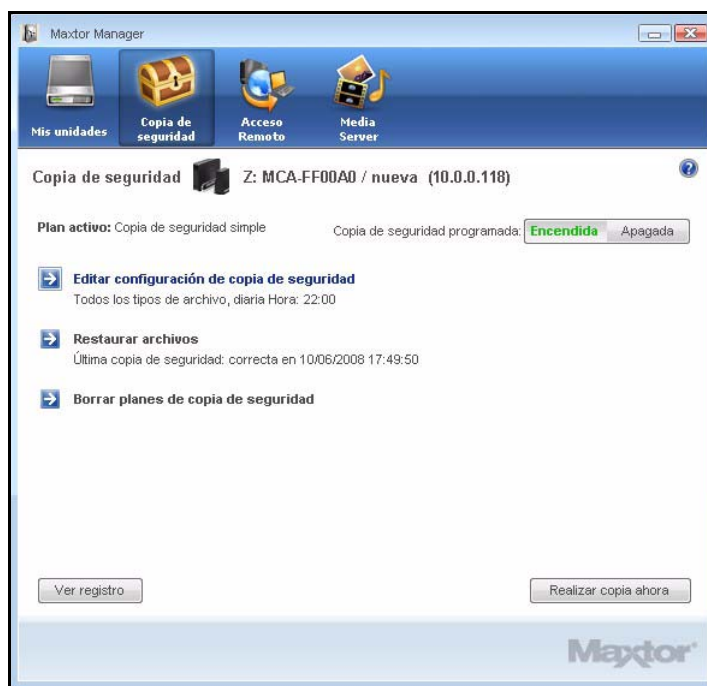 Maxtor Manager
Mis unidades
Copia de
seguridad
Acceso
Remoto
Media
Server
Copia de seguridad Z: MCA-FF00A0 / nueva (10.0.0.118)
?
Plan activo: Copia de seguridad simple
Copia de seguridad programada: Encendida Apagada
Editar configuración de copia de seguridad
Todos los tipos de archivo, diaria Hora: 22:00
Restaurar archivos
Última copia de seguridad: correcta en 10/06/2008 17:49:50
Borrar planes de copia de seguridad
Ver registro
Realizar copia ahora
Maxtor